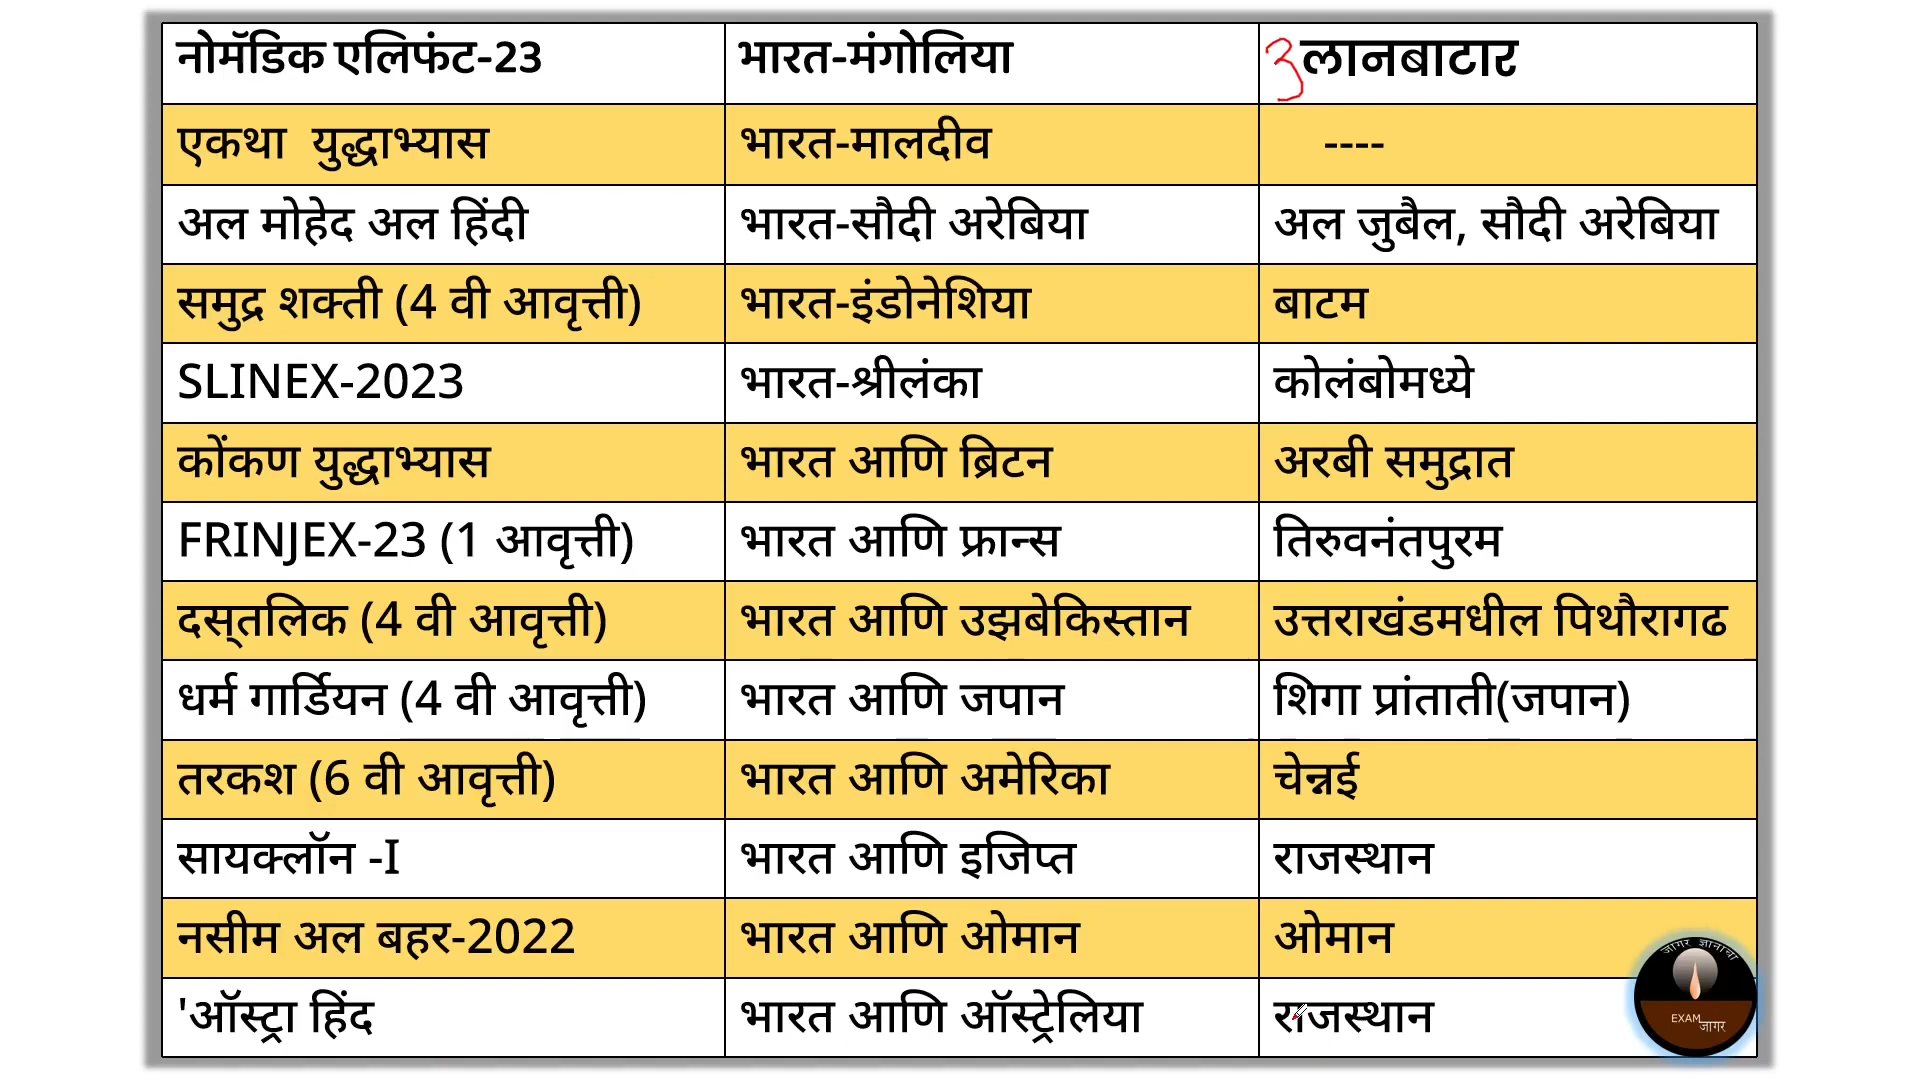 नोमॅडिक एलिफंट-23 भारत-मंगोलिया उलानबाटार
एकथा युद्धाभ्यास भारत-मालदीव ----
अल मोहेद अल हिंदी भारत-सौदी अरेबिया अल जुबैल, सौदी अरेबिया
समुद्र शक्ती (4 वी आवृत्ती) भारत-इंडोनेशिया बाटम
SLINEX-2023 भारत-श्रीलंका कोलंबोमध्ये
कोंकण युद्धाभ्यास भारत आणि ब्रिटन अरबी समुद्रात
FRINJEX-23 (1 आवृत्ती) भारत आणि फ्रान्स तिरुवनंतपुरम
दस्‌तलिक (4 वी आवृत्ती) भारत आणि उझबेकिस्तान उत्तराखंडमधील पिथौरागढ
धर्म गार्डियन (4 वी आवृत्ती) भारत आणि जपान शिगा प्रांताती(जपान)
तरकश (6 वी आवृत्ती) भारत आणि अमेरिका चेन्नई
सायक्लॉन -I भारत आणि इजिप्त राजस्थान
नसीम अल बहर-2022 भारत आणि ओमान ओमान
'ऑस्ट्रा हिंद भारत आणि ऑस्ट्रेलिया राजस्थान
जागर ज्ञानाचा
EXAM जागर